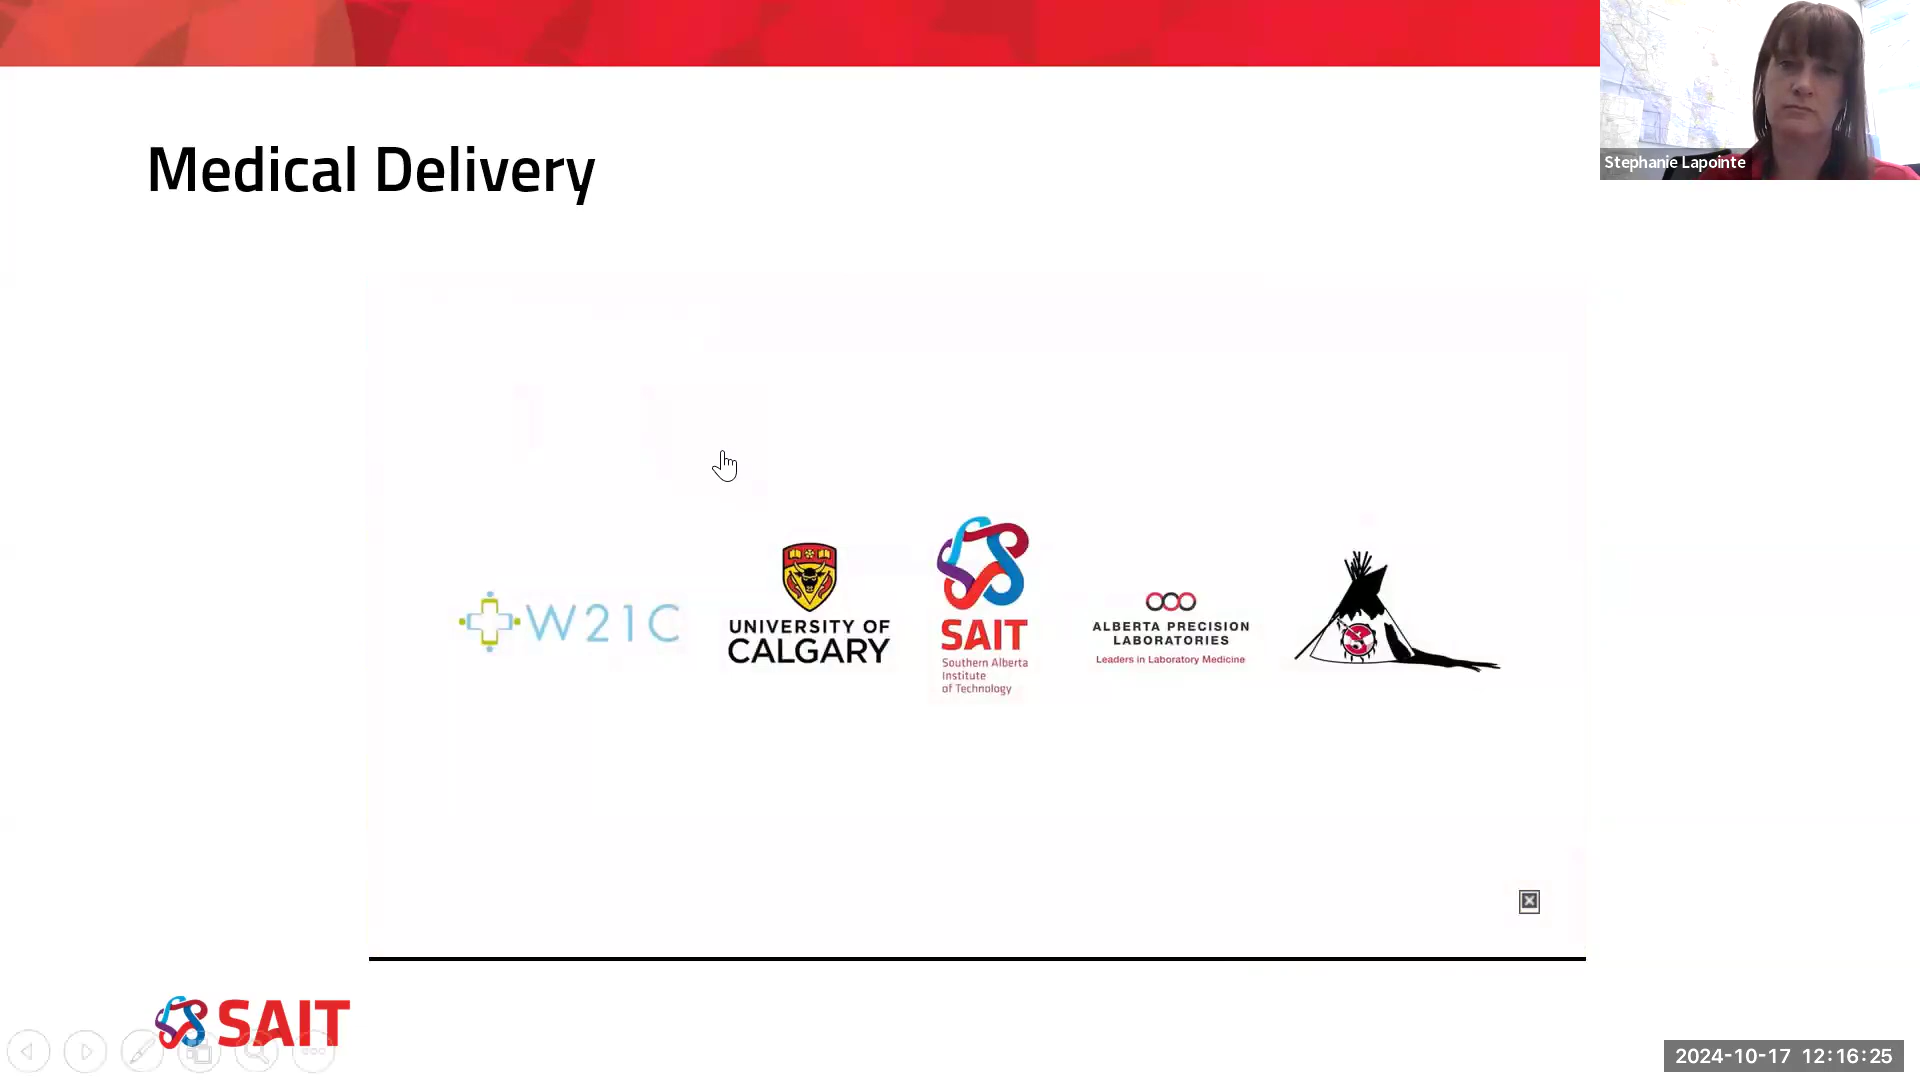 Stephanie Lapointe
Medical Delivery
W21C
UNIVERSITY OF
CALGARY
SAIT
Southern Alberta
Institute
of Technology
ALBERTA PRECISION
LABORATORIES
Leaders in Laboratory Medicine
SAIT
2024-10-17 12:16:25